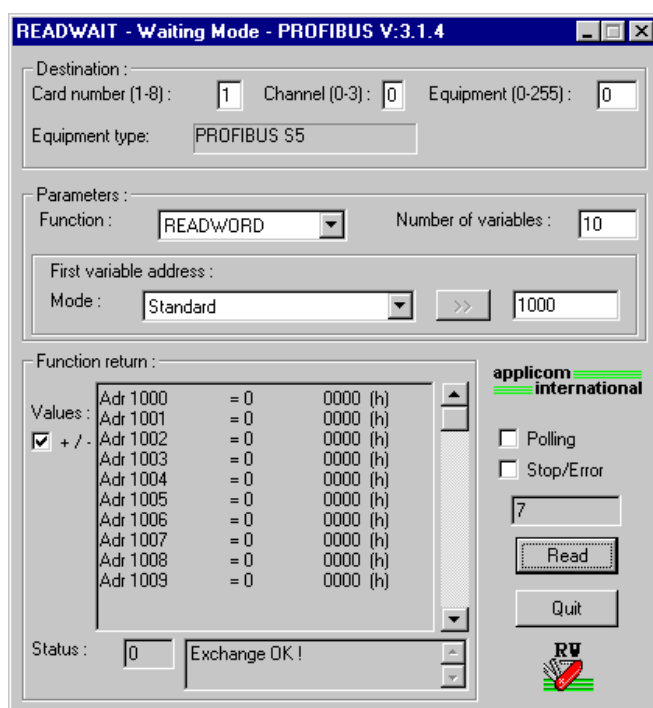 READWAIT - Waiting Mode - PROFIBUS V:3.1.4
Destination :
Card number (1-8) : 1 Channel (0-3) : 0 Equipment (0-255) : 0
Equipment type: PROFIBUS S5
Parameters :
Function : READWORD Number of variables : 10
First variable address :
Mode : Standard >> 1000
Function return :
applicom
international
Values :
+ / -
Adr 1000 = 0 0000 (h)
Adr 1001 = 0 0000 (h)
Adr 1002 = 0 0000 (h)
Adr 1003 = 0 0000 (h)
Adr 1004 = 0 0000 (h)
Adr 1005 = 0 0000 (h)
Adr 1006 = 0 0000 (h)
Adr 1007 = 0 0000 (h)
Adr 1008 = 0 0000 (h)
Adr 1009 = 0 0000 (h)
Polling
Stop/Error
7
Read
Quit
Status : 0 Exchange OK !
RW